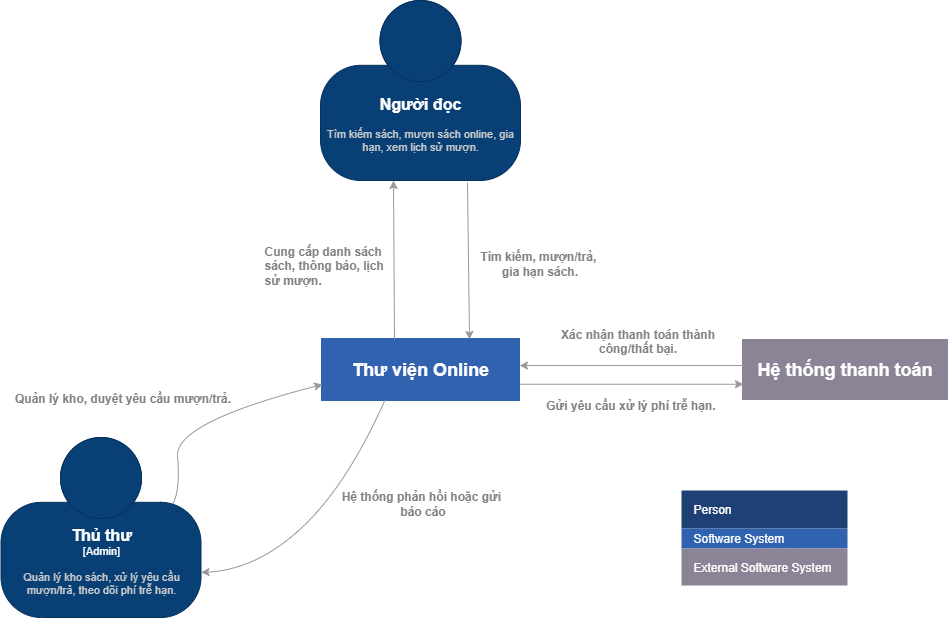 Người đọc
Tìm kiếm sách, mượn sách online, gia
hạn, xem lịch sử mượn.
Cung cấp danh sách
sách, thông báo, lịch
sử mượn.
Tìm kiếm, mượn/trả,
gia hạn sách.
Xác nhận thanh toán thành
công/thất bại.
Thư viện Online
Hệ thống thanh toán
Gửi yêu cầu xử lý phí trễ hạn.
Quản lý kho, duyệt yêu cầu mượn/trả.
Hệ thống phản hồi hoặc gửi
báo cáo
Thủ thư
[Admin]
Quản lý kho sách, xử lý yêu cầu
mượn/trả, theo dõi phí trễ hạn.
Person
Software System
External Software System